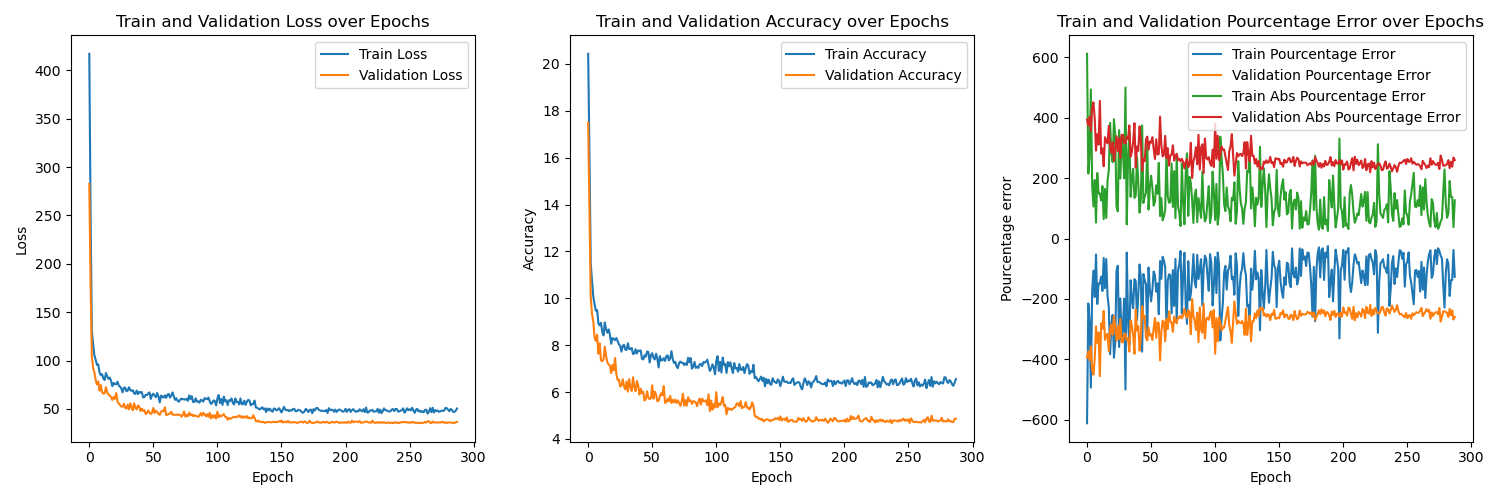 Train and Validation Loss over Epochs
Train Loss
Validation Loss
Loss
400
350
300
250
200
150
100
50
0
50
100
150
200
250
300
Epoch
Train and Validation Accuracy over Epochs
Train Accuracy
Validation Accuracy
Accuracy
20
18
16
14
12
10
8
6
4
0
50
100
150
200
250
300
Epoch
Train and Validation Pourcentage Error over Epochs
Train Pourcentage Error
Validation Pourcentage Error
Train Abs Pourcentage Error
Validation Abs Pourcentage Error
Pourcentage error
600
400
200
0
−200
−400
−600
0
50
100
150
200
250
300
Epoch